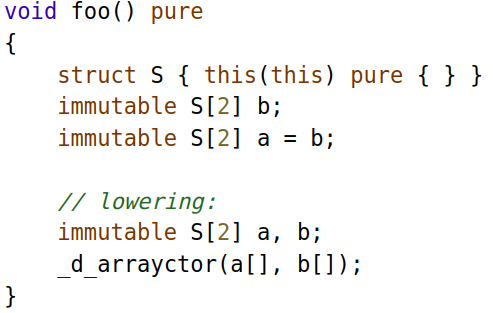 void foo() pure
{
    struct S { this(this) pure { } }
    immutable S[2] b;
    immutable S[2] a = b;

    // lowering:
    immutable S[2] a, b;
    _d_arrayctor(a[], b[]);
}